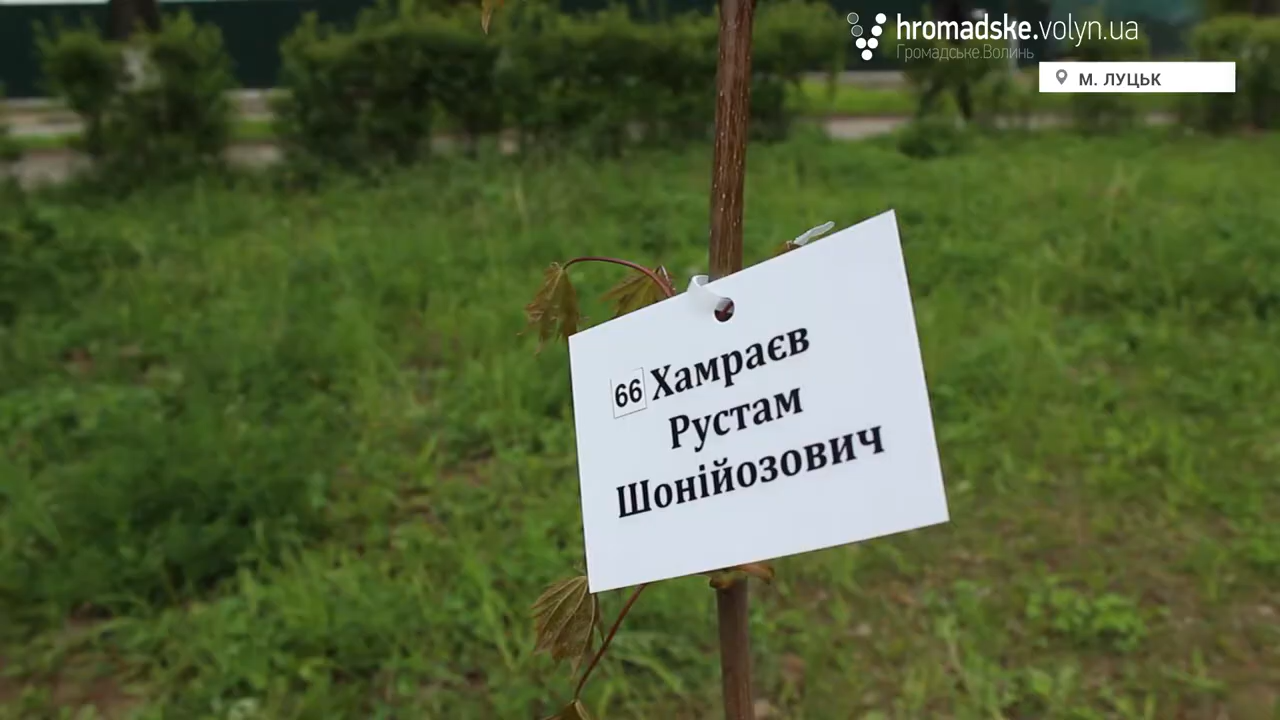 hromadske.volyn.ua
Громадське.Волинь
М. ЛУЦЬК
66 Хамраєв
Рустам
Шонійозович